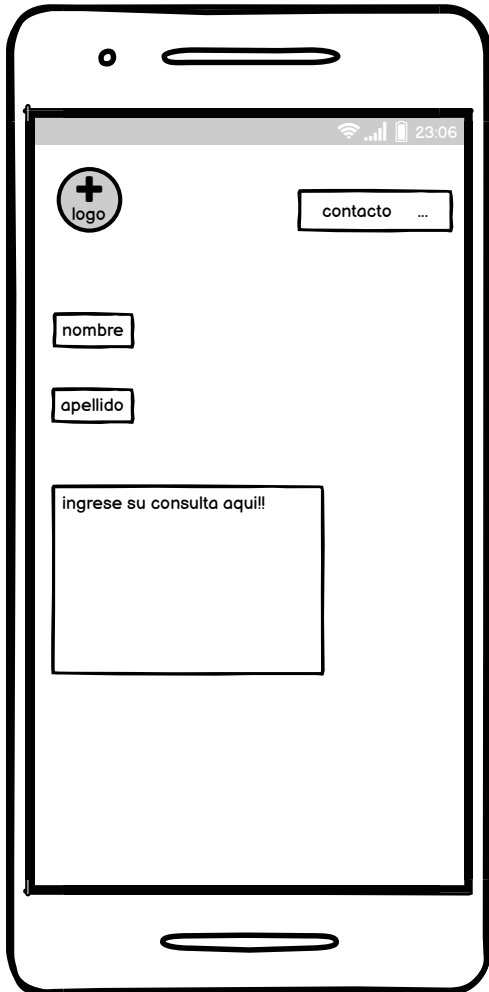 23:06
logo
contacto ...
nombre
apellido
ingrese su consulta aqui!!